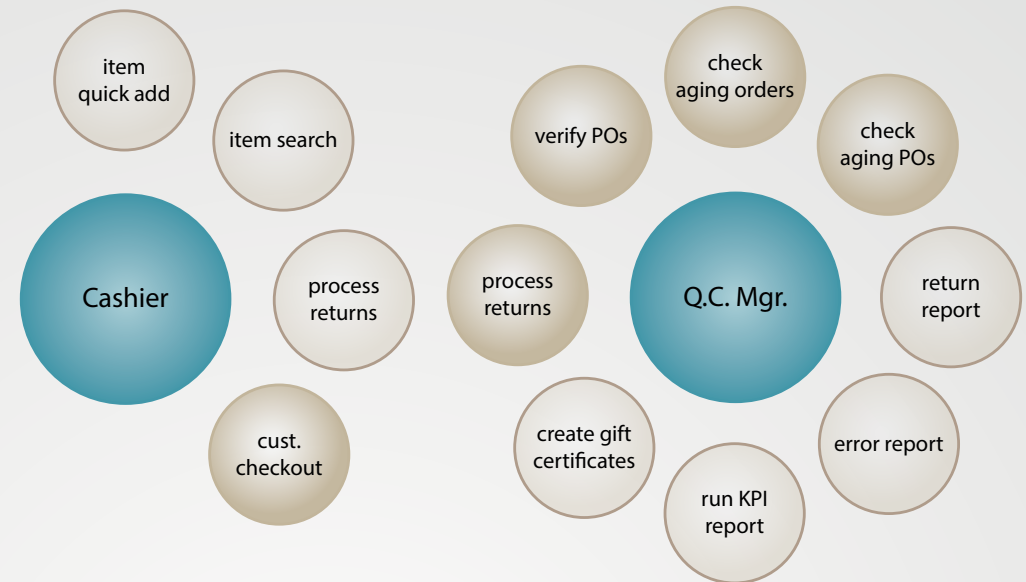 item
quick add
item search
Cashier
process
returns
cust.
checkout
check
aging orders
verify POs
check
aging POs
process
returns
Q.C. Mgr.
return
report
create gift
certificates
error report
run KPI
report